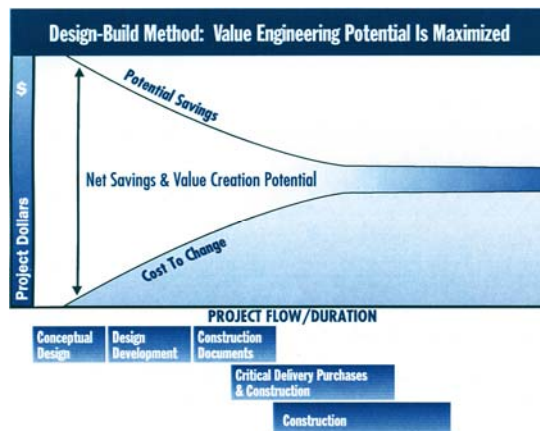 Design-Build Method: Value Engineering Potential Is Maximized
$
Project Dollars
Potential Savings
Net Savings & Value Creation Potential
Cost To Change
PROJECT FLOW/DURATION
Conceptual
Design
Design
Development
Construction
Documents
Critical Delivery Purchases
& Construction
Construction